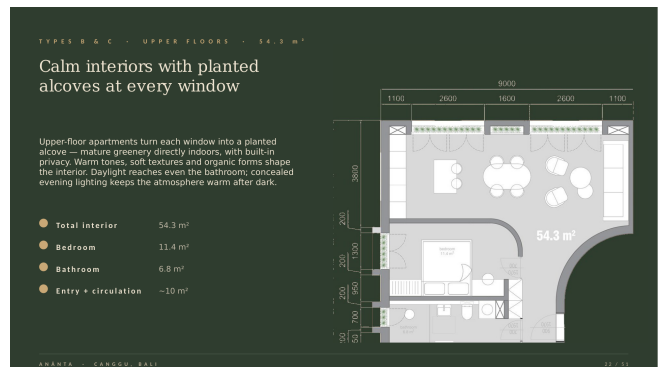 TYPES B & C · UPPER FLOORS · 54.3 m²
Calm interiors with planted
alcoves at every window
Upper-floor apartments turn each window into a planted
alcove — mature greenery directly indoors, with built-in
privacy. Warm tones, soft textures and organic forms shape
the interior. Daylight reaches even the bathroom; concealed
evening lighting keeps the atmosphere warm after dark.
Total interior 54.3 m²
Bedroom 11.4 m²
Bathroom 6.8 m²
Entry + circulation ~10 m²
9000
1100 2600 1600 2600 1100
3800
200
1300
200
950
200
700
50
54.3 m²
ANÀNTA · CANGGU, BALI